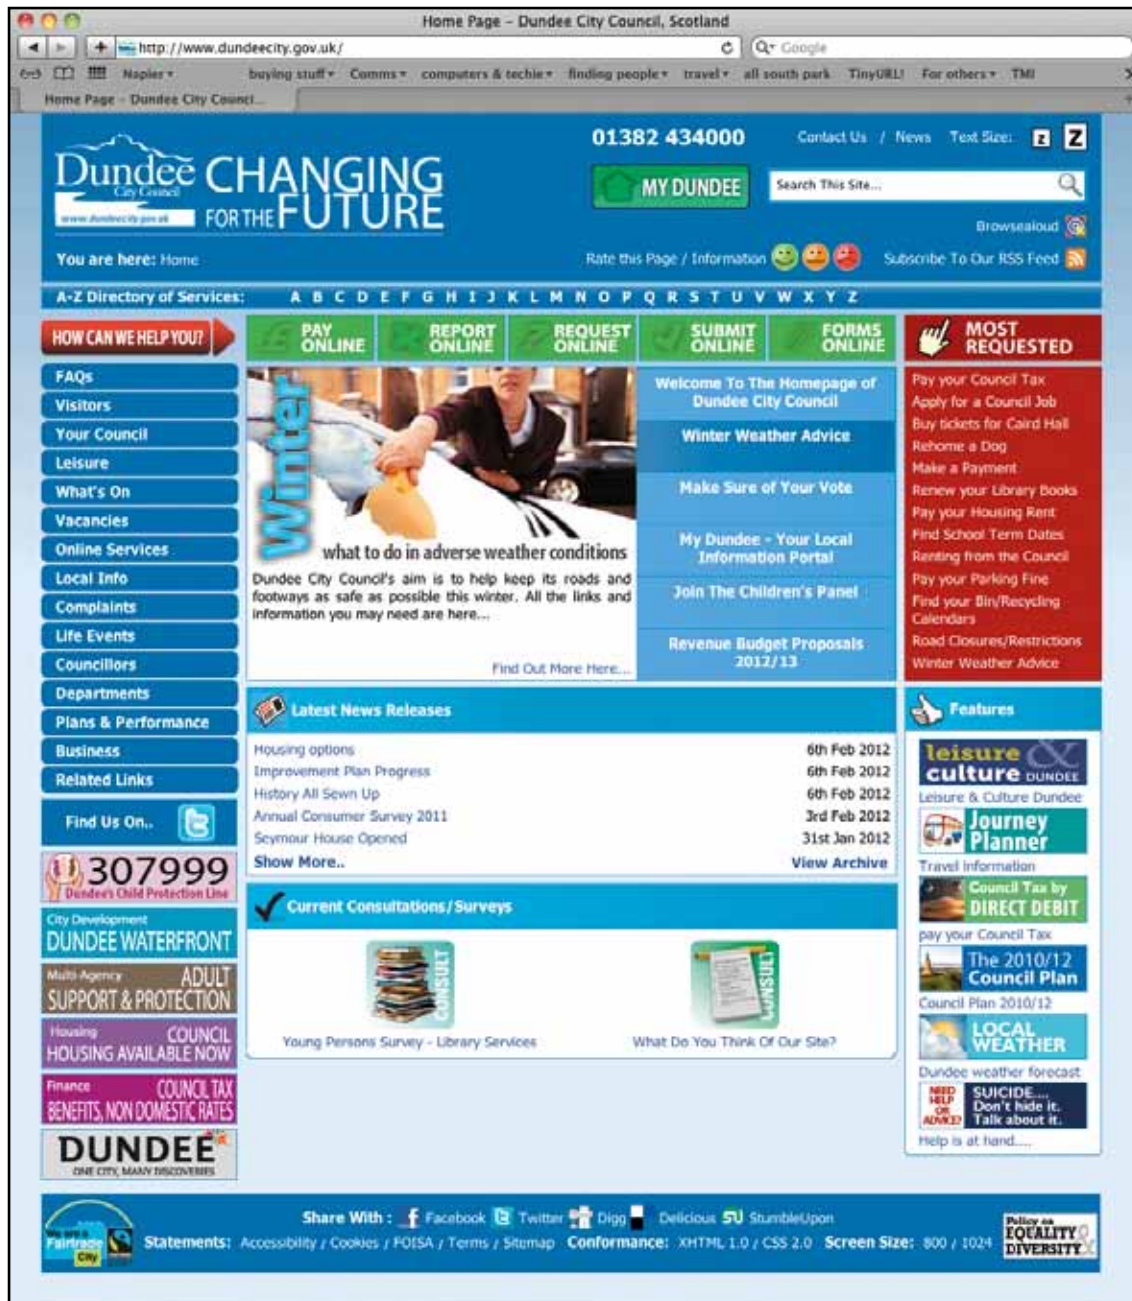 Home Page – Dundee City Council, Scotland
http://www.dundeecity.gov.uk/
Google
Napier buying stuff Comms computers & techie finding people travel all south park TinyURL! For others TMI
Home Page – Dundee City Counci...
Dundee
City Council
www.dundeecity.gov.uk
CHANGING
FOR THE FUTURE
01382 434000
Contact Us / News Text Size: z Z
MY DUNDEE
Search This Site...
Browsealoud
You are here: Home
Rate this Page / Information
Subscribe To Our RSS Feed
A-Z Directory of Services: A B C D E F G H I J K L M N O P Q R S T U V W X Y Z
HOW CAN WE HELP YOU?
PAY ONLINE
REPORT ONLINE
REQUEST ONLINE
SUBMIT ONLINE
FORMS ONLINE
MOST REQUESTED
FAQs
Visitors
Your Council
Leisure
What's On
Vacancies
Online Services
Local Info
Complaints
Life Events
Councillors
Departments
Plans & Performance
Business
Related Links
Find Us On..
307999
Dundee's Child Protection Line
City Development
DUNDEE WATERFRONT
Multi-Agency ADULT
SUPPORT & PROTECTION
Housing COUNCIL
HOUSING AVAILABLE NOW
Finance COUNCIL TAX
BENEFITS, NON DOMESTIC RATES
DUNDEE
ONE CITY, MANY DISCOVERIES
Winter
what to do in adverse weather conditions
Dundee City Council's aim is to help keep its roads and
footways as safe as possible this winter. All the links and
information you may need are here...
Find Out More Here...
Welcome To The Homepage of
Dundee City Council
Winter Weather Advice
Make Sure of Your Vote
My Dundee - Your Local
Information Portal
Join The Children's Panel
Revenue Budget Proposals
2012/13
Latest News Releases
Housing options 6th Feb 2012
Improvement Plan Progress 6th Feb 2012
History All Sewn Up 6th Feb 2012
Annual Consumer Survey 2011 3rd Feb 2012
Seymour House Opened 31st Jan 2012
Show More.. View Archive
Current Consultations/Surveys
CONSULT
Young Persons Survey - Library Services
CONSULT
What Do You Think Of Our Site?
Pay your Council Tax
Apply for a Council Job
Buy tickets for Caird Hall
Rehome a Dog
Make a Payment
Renew your Library Books
Pay your Housing Rent
Find School Term Dates
Renting from the Council
Pay your Parking Fine
Find your Bin/Recycling
Calendars
Road Closures/Restrictions
Winter Weather Advice
Features
leisure &
culture DUNDEE
Leisure & Culture Dundee
Journey
Planner
Travel Information
Council Tax by
DIRECT DEBIT
pay your Council Tax
The 2010/12
Council Plan
Council Plan 2010/12
LOCAL
WEATHER
Dundee weather forecast
NEED HELP OR ADVICE?
SUICIDE....
Don't hide it.
Talk about it.
Help is at hand....
We are a
Fairtrade
City
Share With : Facebook Twitter Digg Delicious StumbleUpon
Statements: Accessibility / Cookies / FOISA / Terms / Sitemap Conformance: XHTML 1.0 / CSS 2.0 Screen Size: 800 / 1024
Policy on
EQUALITY &
DIVERSITY